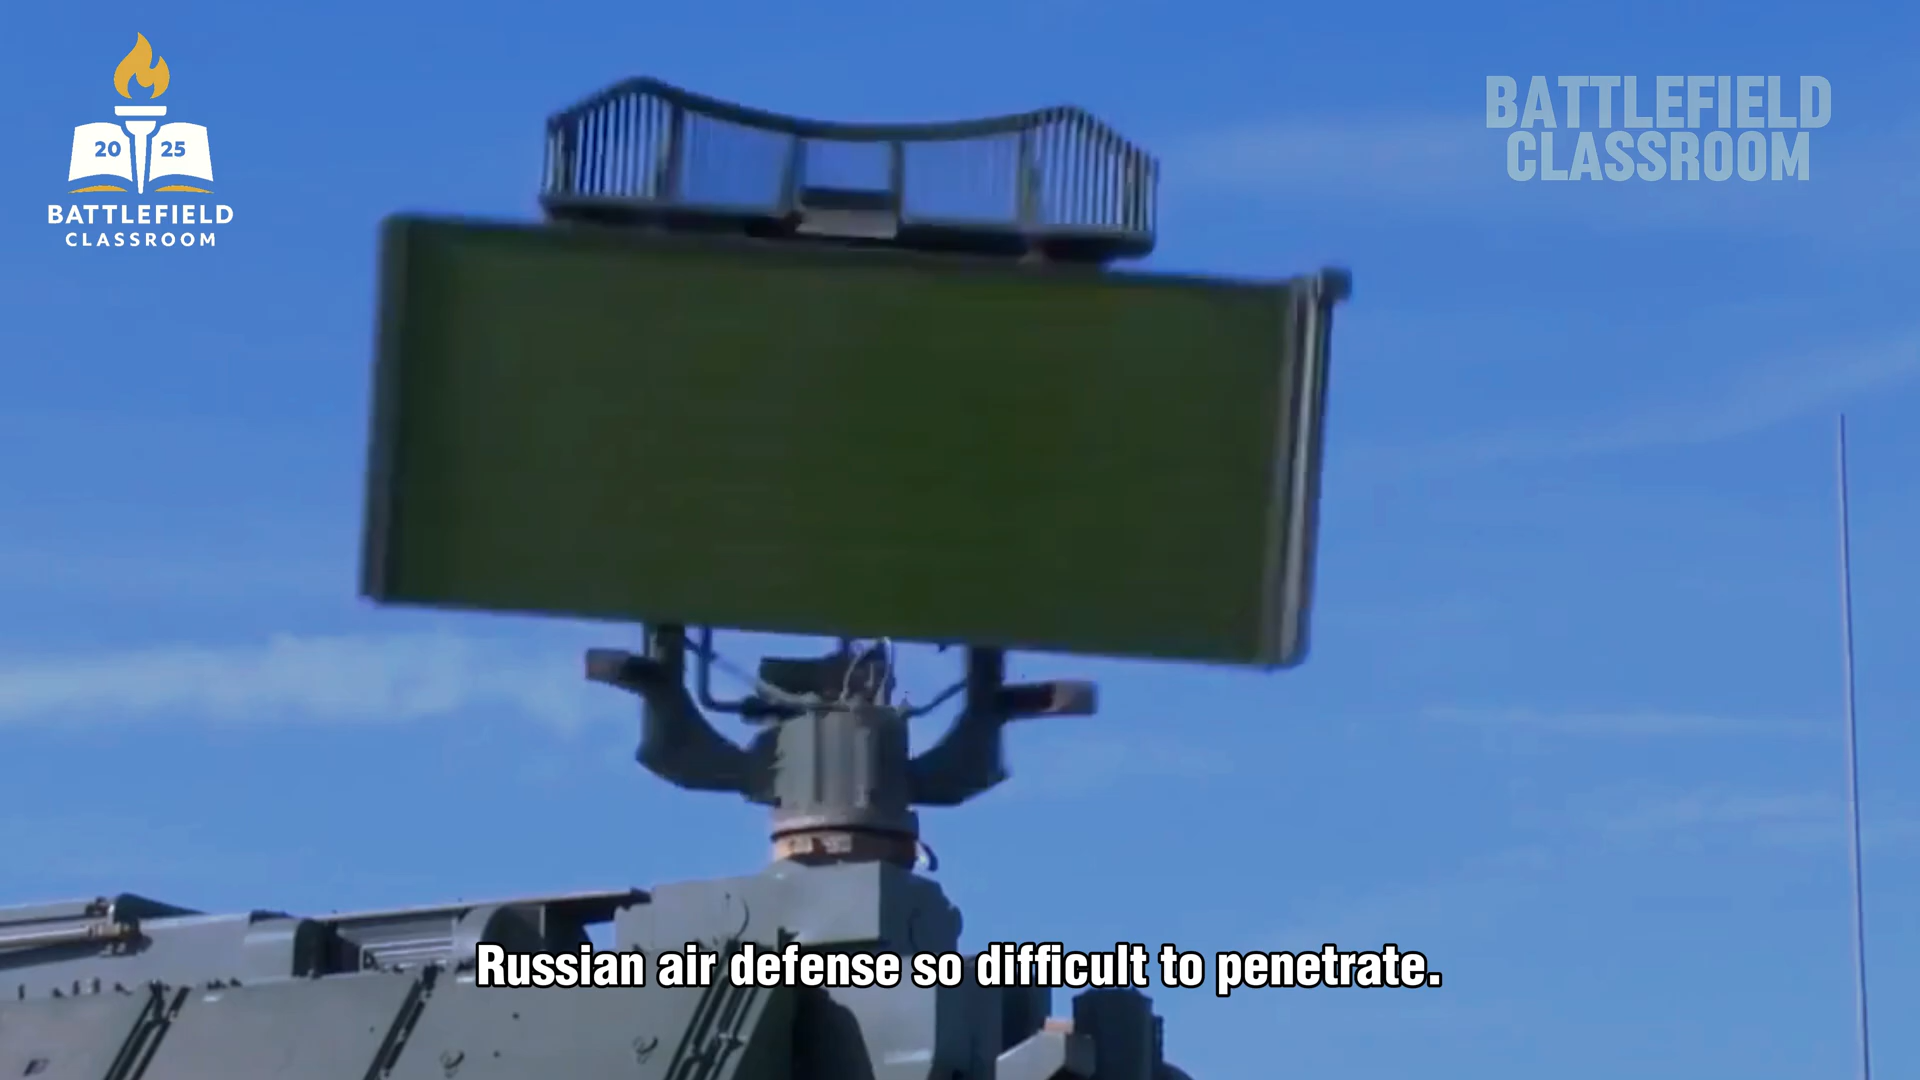 20 25
BATTLEFIELD
CLASSROOM
BATTLEFIELD
CLASSROOM
Russian air defense so difficult to penetrate.